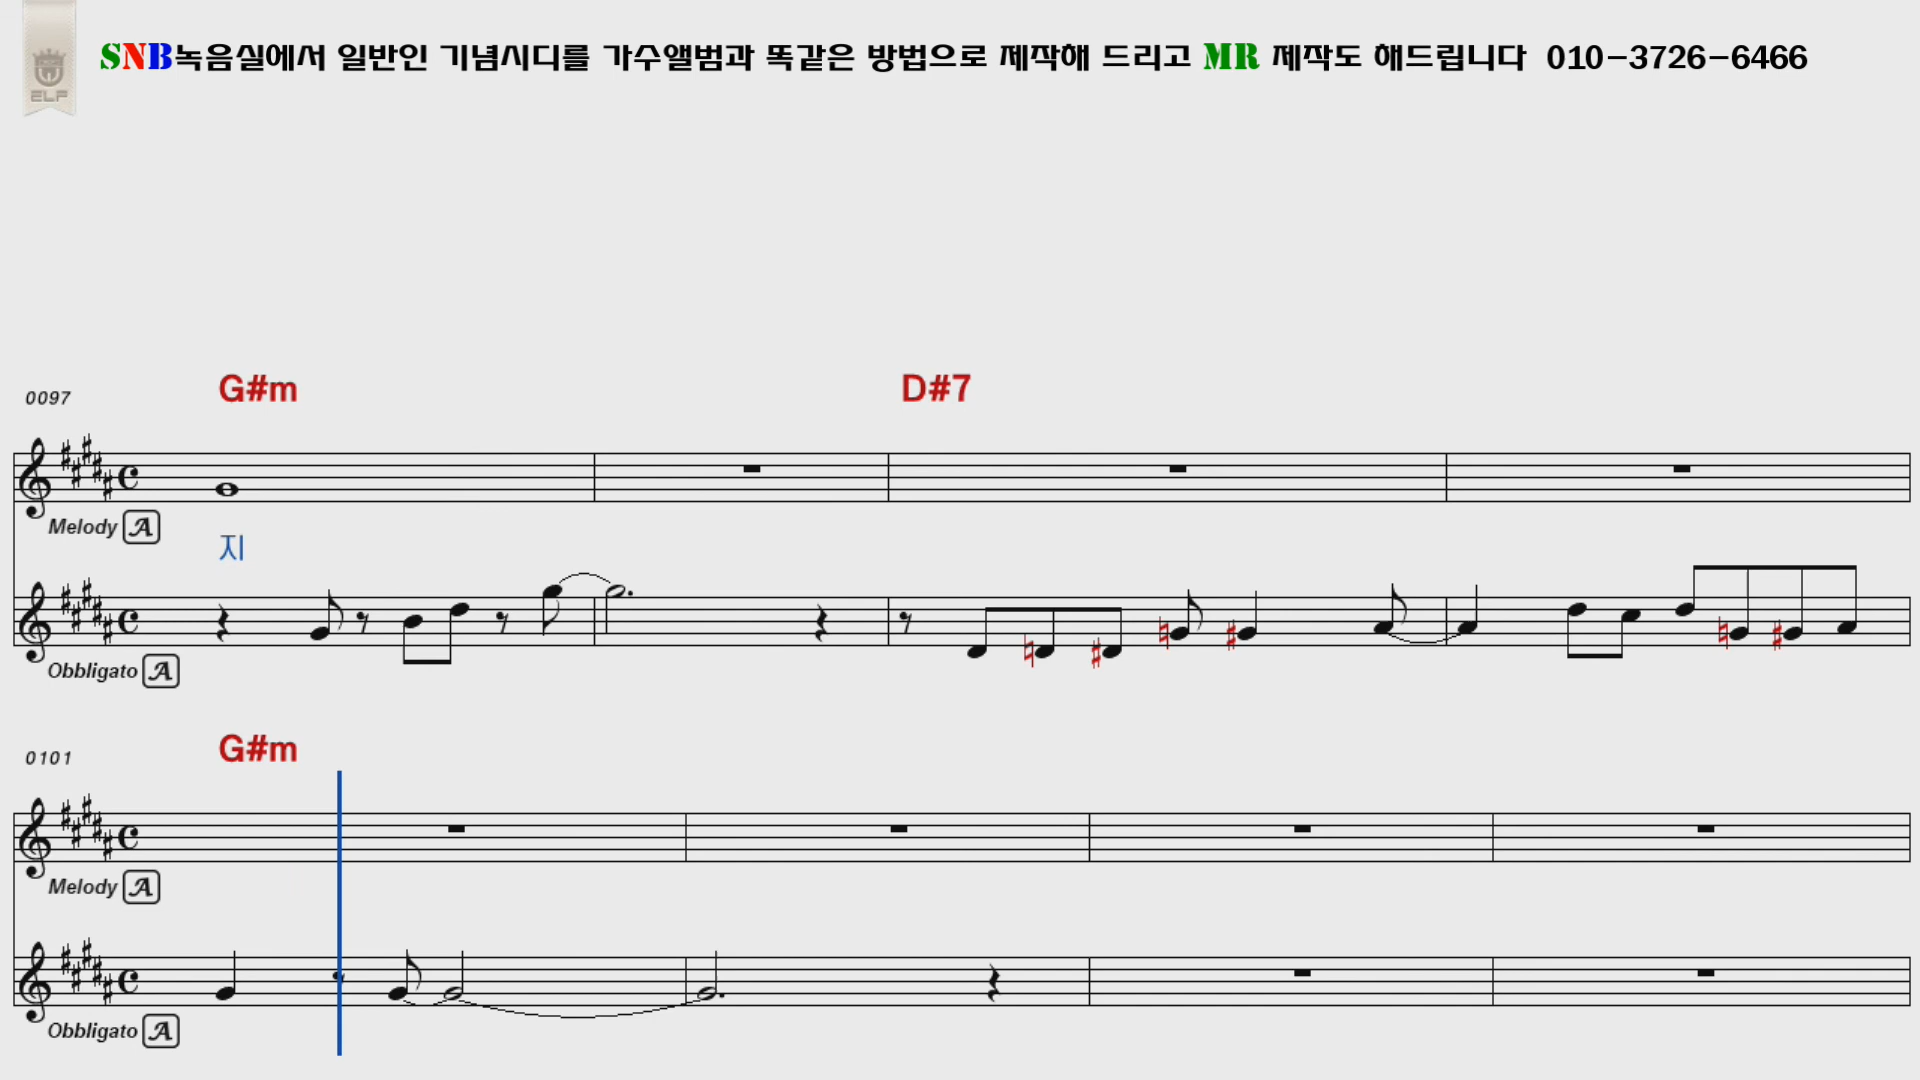 SNB녹음실에서 일반인 기념시디를 가수앨범과 똑같은 방법으로 제작해 드리고 MR 제작도 해드립니다 010-3726-6466
ELF
0097 G#m D#7
Melody A
지
Obbligato A
0101 G#m
Melody A
Obbligato A